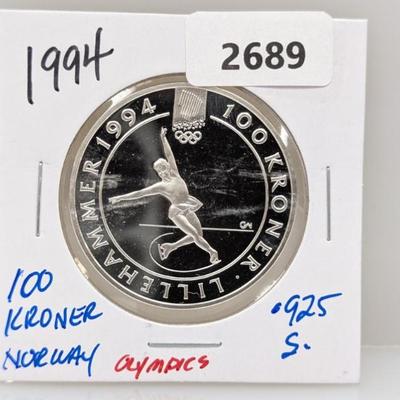 1994
2689
LILLEHAMMER 1994
100 KRONER
100
KRONER
NORWAY
OLYMPICS
.925
S.